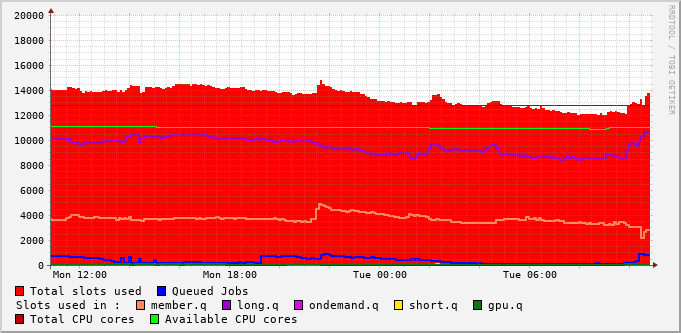 20000
18000
16000
14000
12000
10000
8000
6000
4000
2000
0
Mon 12:00 Mon 18:00 Tue 00:00 Tue 06:00
Total slots used Queued Jobs
Slots used in : member.q long.q ondemand.q short.q gpu.q
Total CPU cores Available CPU cores
RRDTOOL / TOBI OETIKER